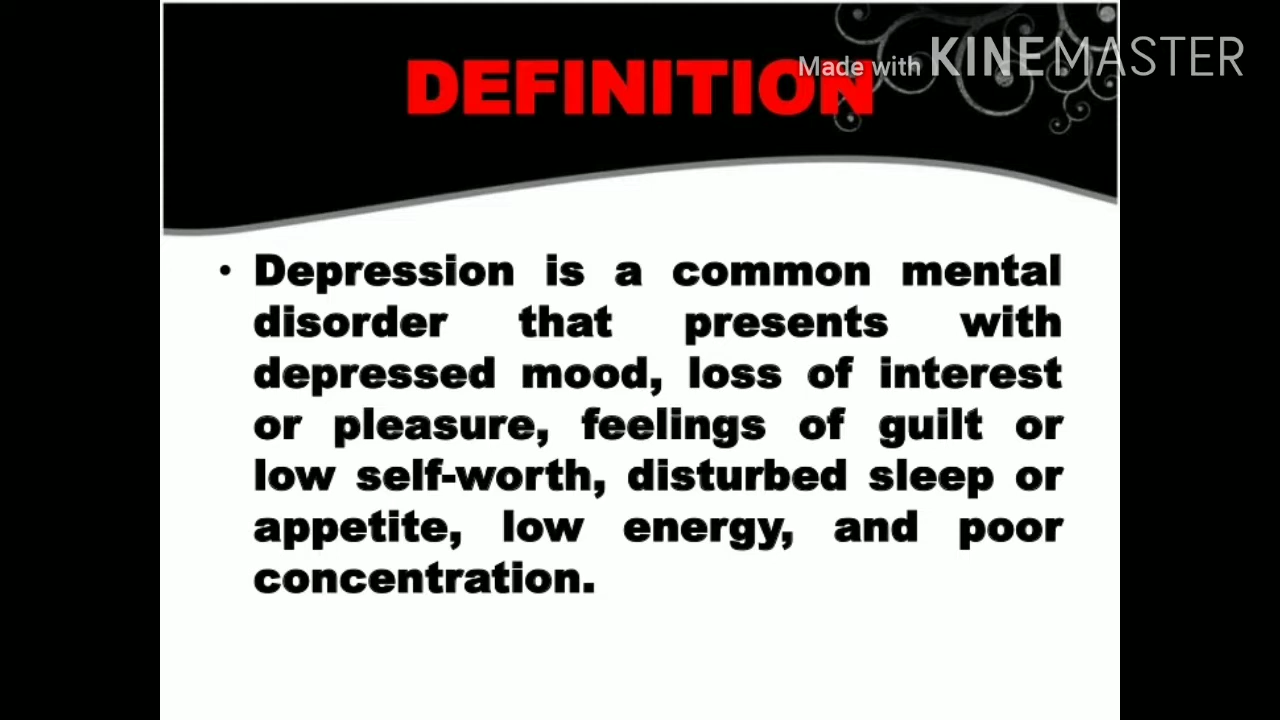 Made with KINEMASTER
DEFINITION
• Depression is a common mental
disorder that presents with
depressed mood, loss of interest
or pleasure, feelings of guilt or
low self-worth, disturbed sleep or
appetite, low energy, and poor
concentration.